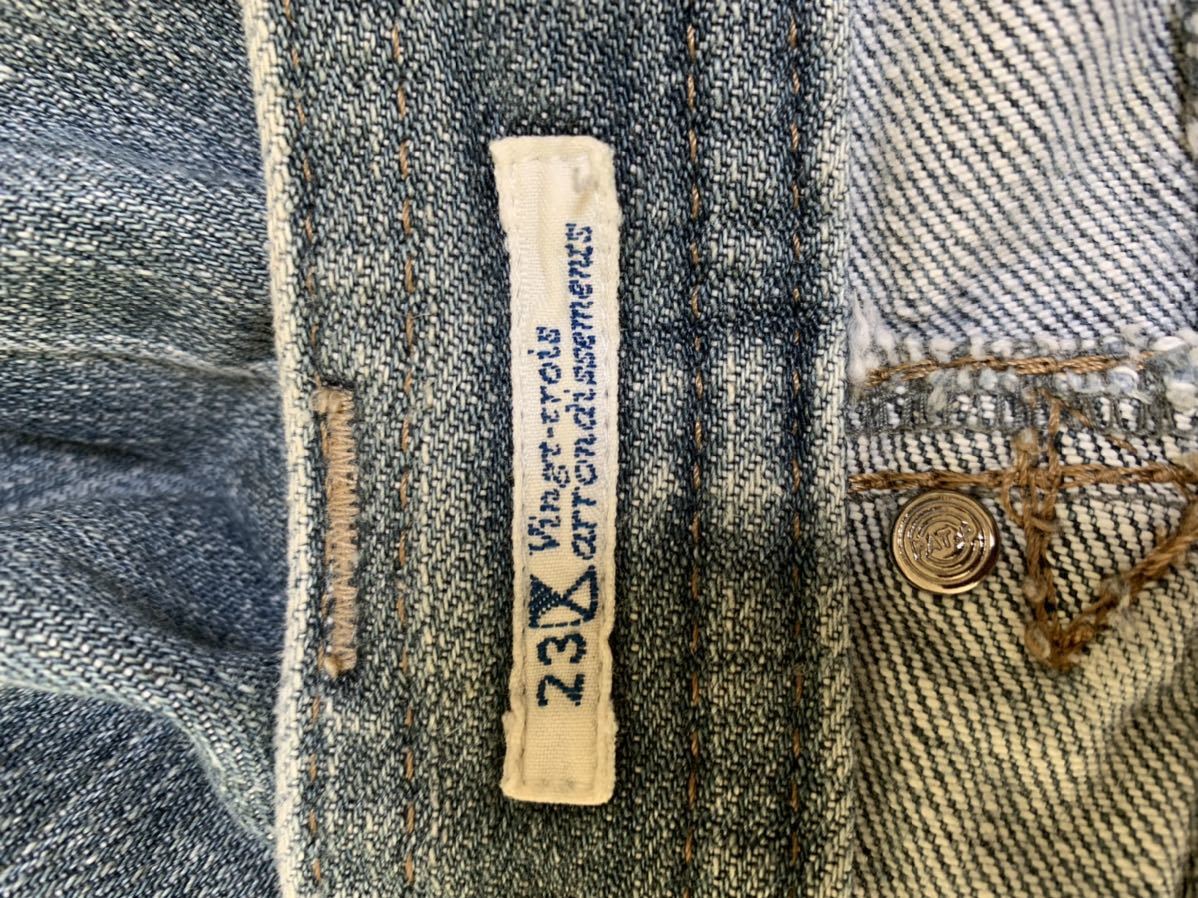 23
Vingt-trois
arrondissements